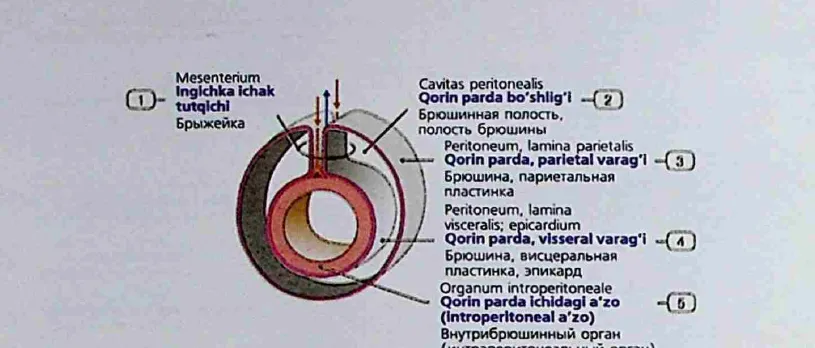 Mesenterium
Ingichka ichak
tutqichi
Брыжейка
1
Cavitas peritonealis
Qorin parda bo'shlig'i
2
Брюшинная полость,
полость брюшины
Peritoneum, lamina parietalis
Qorin parda, parietal varag'i
3
Брюшина, париетальная
пластинка
Peritoneum, lamina
visceralis; epicardium
Qorin parda, visseral varag'i
4
Брюшина, висцеральная
пластинка, эпикард
Organum introperitoneale
Qorin parda ichidagi a'zo
5
(introperitoneal a'zo)
Внутрибрюшинный орган